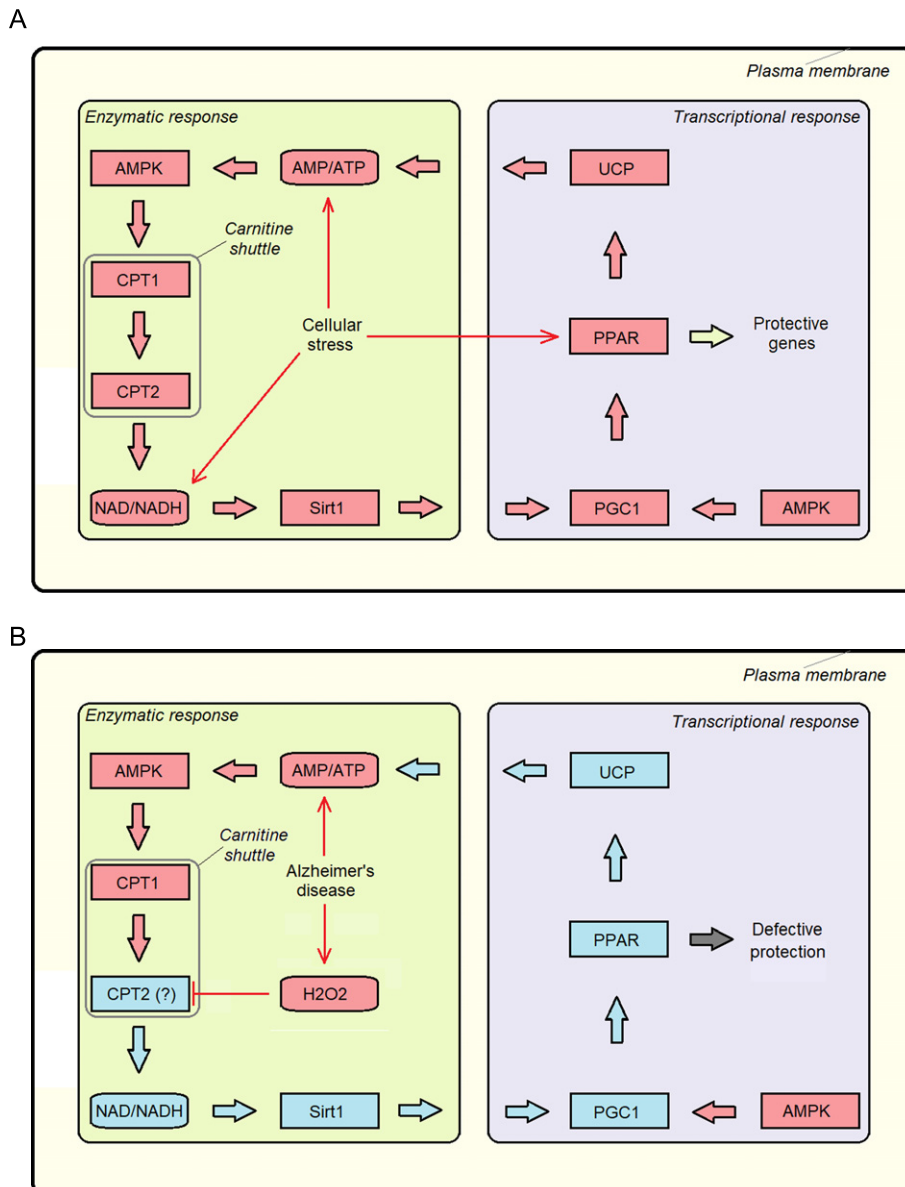 A
Plasma membrane
Enzymatic response
Transcriptional response
AMPK
AMP/ATP
UCP
Carnitine
shuttle
CPT1
Cellular
stress
PPAR
Protective
genes
CPT2
NAD/NADH
Sirt1
PGC1
AMPK
B
Plasma membrane
Enzymatic response
Transcriptional response
AMPK
AMP/ATP
UCP
Carnitine
shuttle
CPT1
Alzheimer's
disease
PPAR
Defective
protection
CPT2 (?)
H2O2
NAD/NADH
Sirt1
PGC1
AMPK